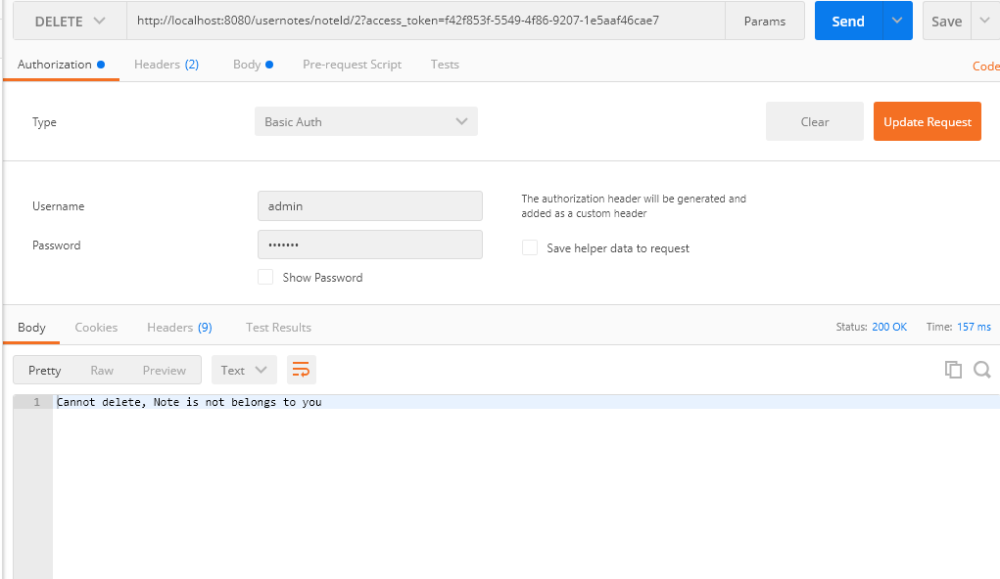 DELETE http://localhost:8080/usernotes/noteId/2?access_token=f42f853f-5549-4f86-9207-1e5aaf46cae7 Params Send Save
Authorization Headers (2) Body Pre-request Script Tests Code
Type Basic Auth Clear Update Request
Username admin The authorization header will be generated and
added as a custom header
Password ••••••• Save helper data to request
Show Password
Body Cookies Headers (9) Test Results Status: 200 OK Time: 157 ms
Pretty Raw Preview Text
1 Cannot delete, Note is not belongs to you